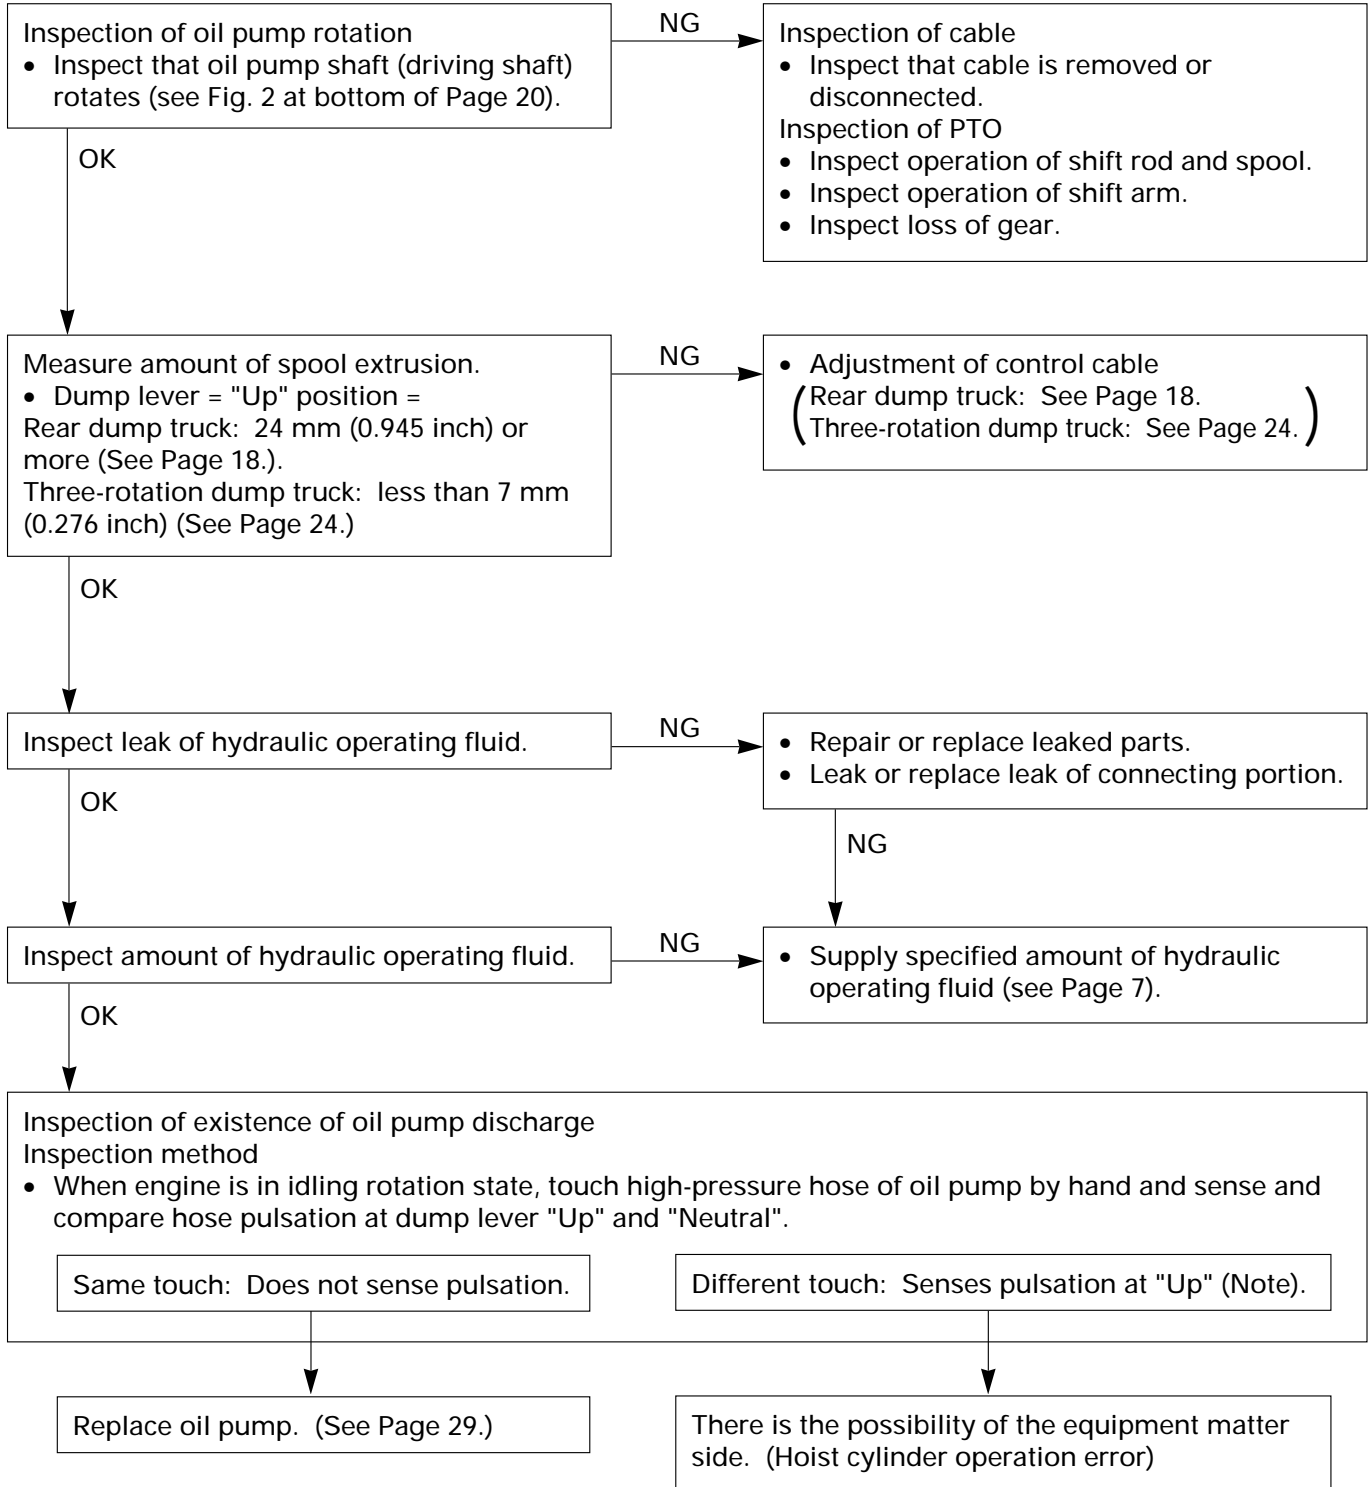 Inspection of oil pump rotation
• Inspect that oil pump shaft (driving shaft)
rotates (see Fig. 2 at bottom of Page 20).
NG
Inspection of cable
• Inspect that cable is removed or
disconnected.
Inspection of PTO
• Inspect operation of shift rod and spool.
• Inspect operation of shift arm.
• Inspect loss of gear.
OK
Measure amount of spool extrusion.
• Dump lever = "Up" position =
Rear dump truck: 24 mm (0.945 inch) or
more (See Page 18.).
Three-rotation dump truck: less than 7 mm
(0.276 inch) (See Page 24.)
NG
• Adjustment of control cable
(Rear dump truck: See Page 18.
Three-rotation dump truck: See Page 24.)
OK
Inspect leak of hydraulic operating fluid.
NG
• Repair or replace leaked parts.
• Leak or replace leak of connecting portion.
OK
NG
Inspect amount of hydraulic operating fluid.
NG
• Supply specified amount of hydraulic
operating fluid (see Page 7).
OK
Inspection of existence of oil pump discharge
Inspection method
• When engine is in idling rotation state, touch high-pressure hose of oil pump by hand and sense and
compare hose pulsation at dump lever "Up" and "Neutral".
Same touch: Does not sense pulsation.
Different touch: Senses pulsation at "Up" (Note).
Replace oil pump. (See Page 29.)
There is the possibility of the equipment matter
side. (Hoist cylinder operation error)